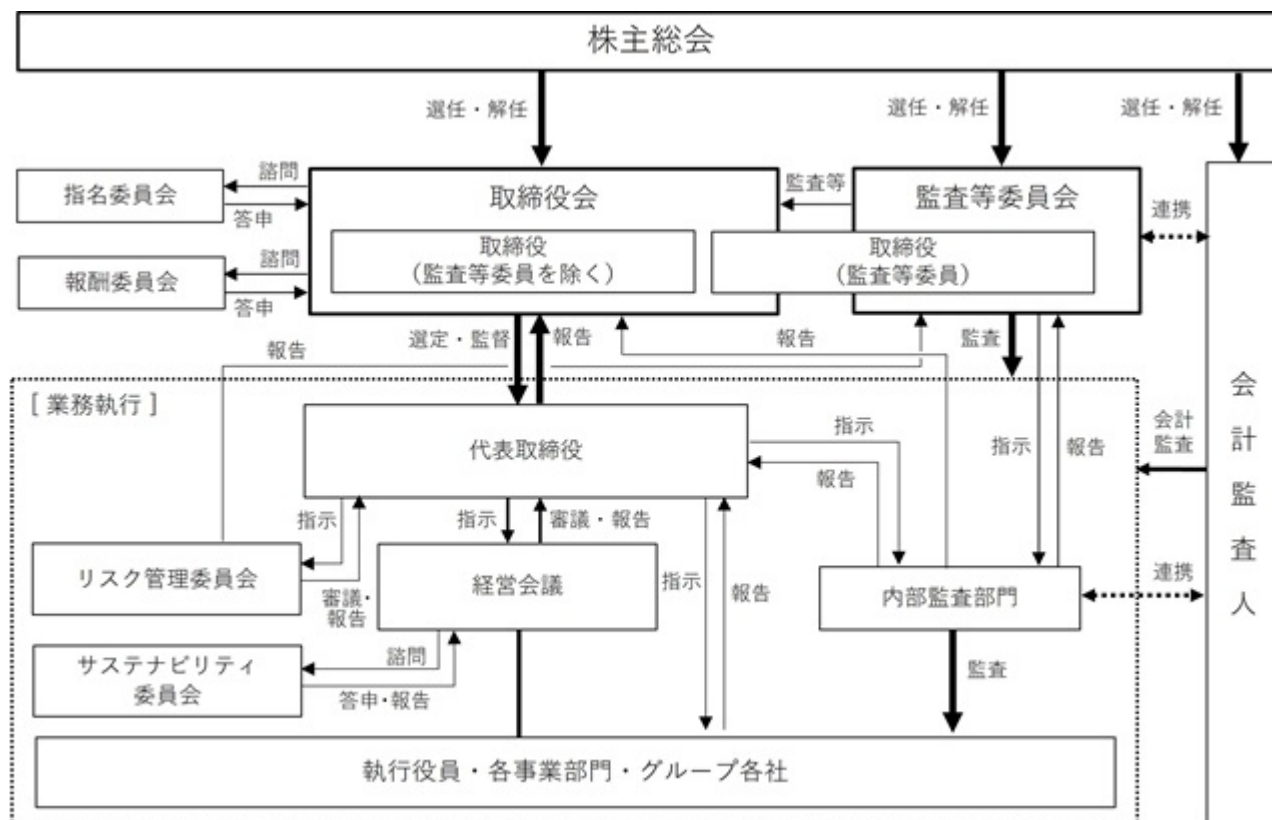 株主総会
選任・解任
選任・解任
選任・解任
指名委員会
諮問
答申
取締役会
監査等
監査等委員会
連携
取締役
（監査等委員を除く）
取締役
（監査等委員）
報酬委員会
諮問
答申
選定・監督
報告
報告
報告
監査
[ 業務執行 ]
代表取締役
指示
報告
指示
報告
会計
監査
会計監査人
指示
指示
審議・報告
リスク管理委員会
審議・
報告
経営会議
指示
報告
内部監査部門
連携
サステナビリティ
委員会
諮問
答申・報告
監査
執行役員・各事業部門・グループ各社